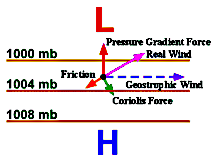 L
1000 mb
Pressure Gradient Force
Real Wind
Friction
1004 mb
Geostrophic Wind
Coriolis Force
1008 mb
H